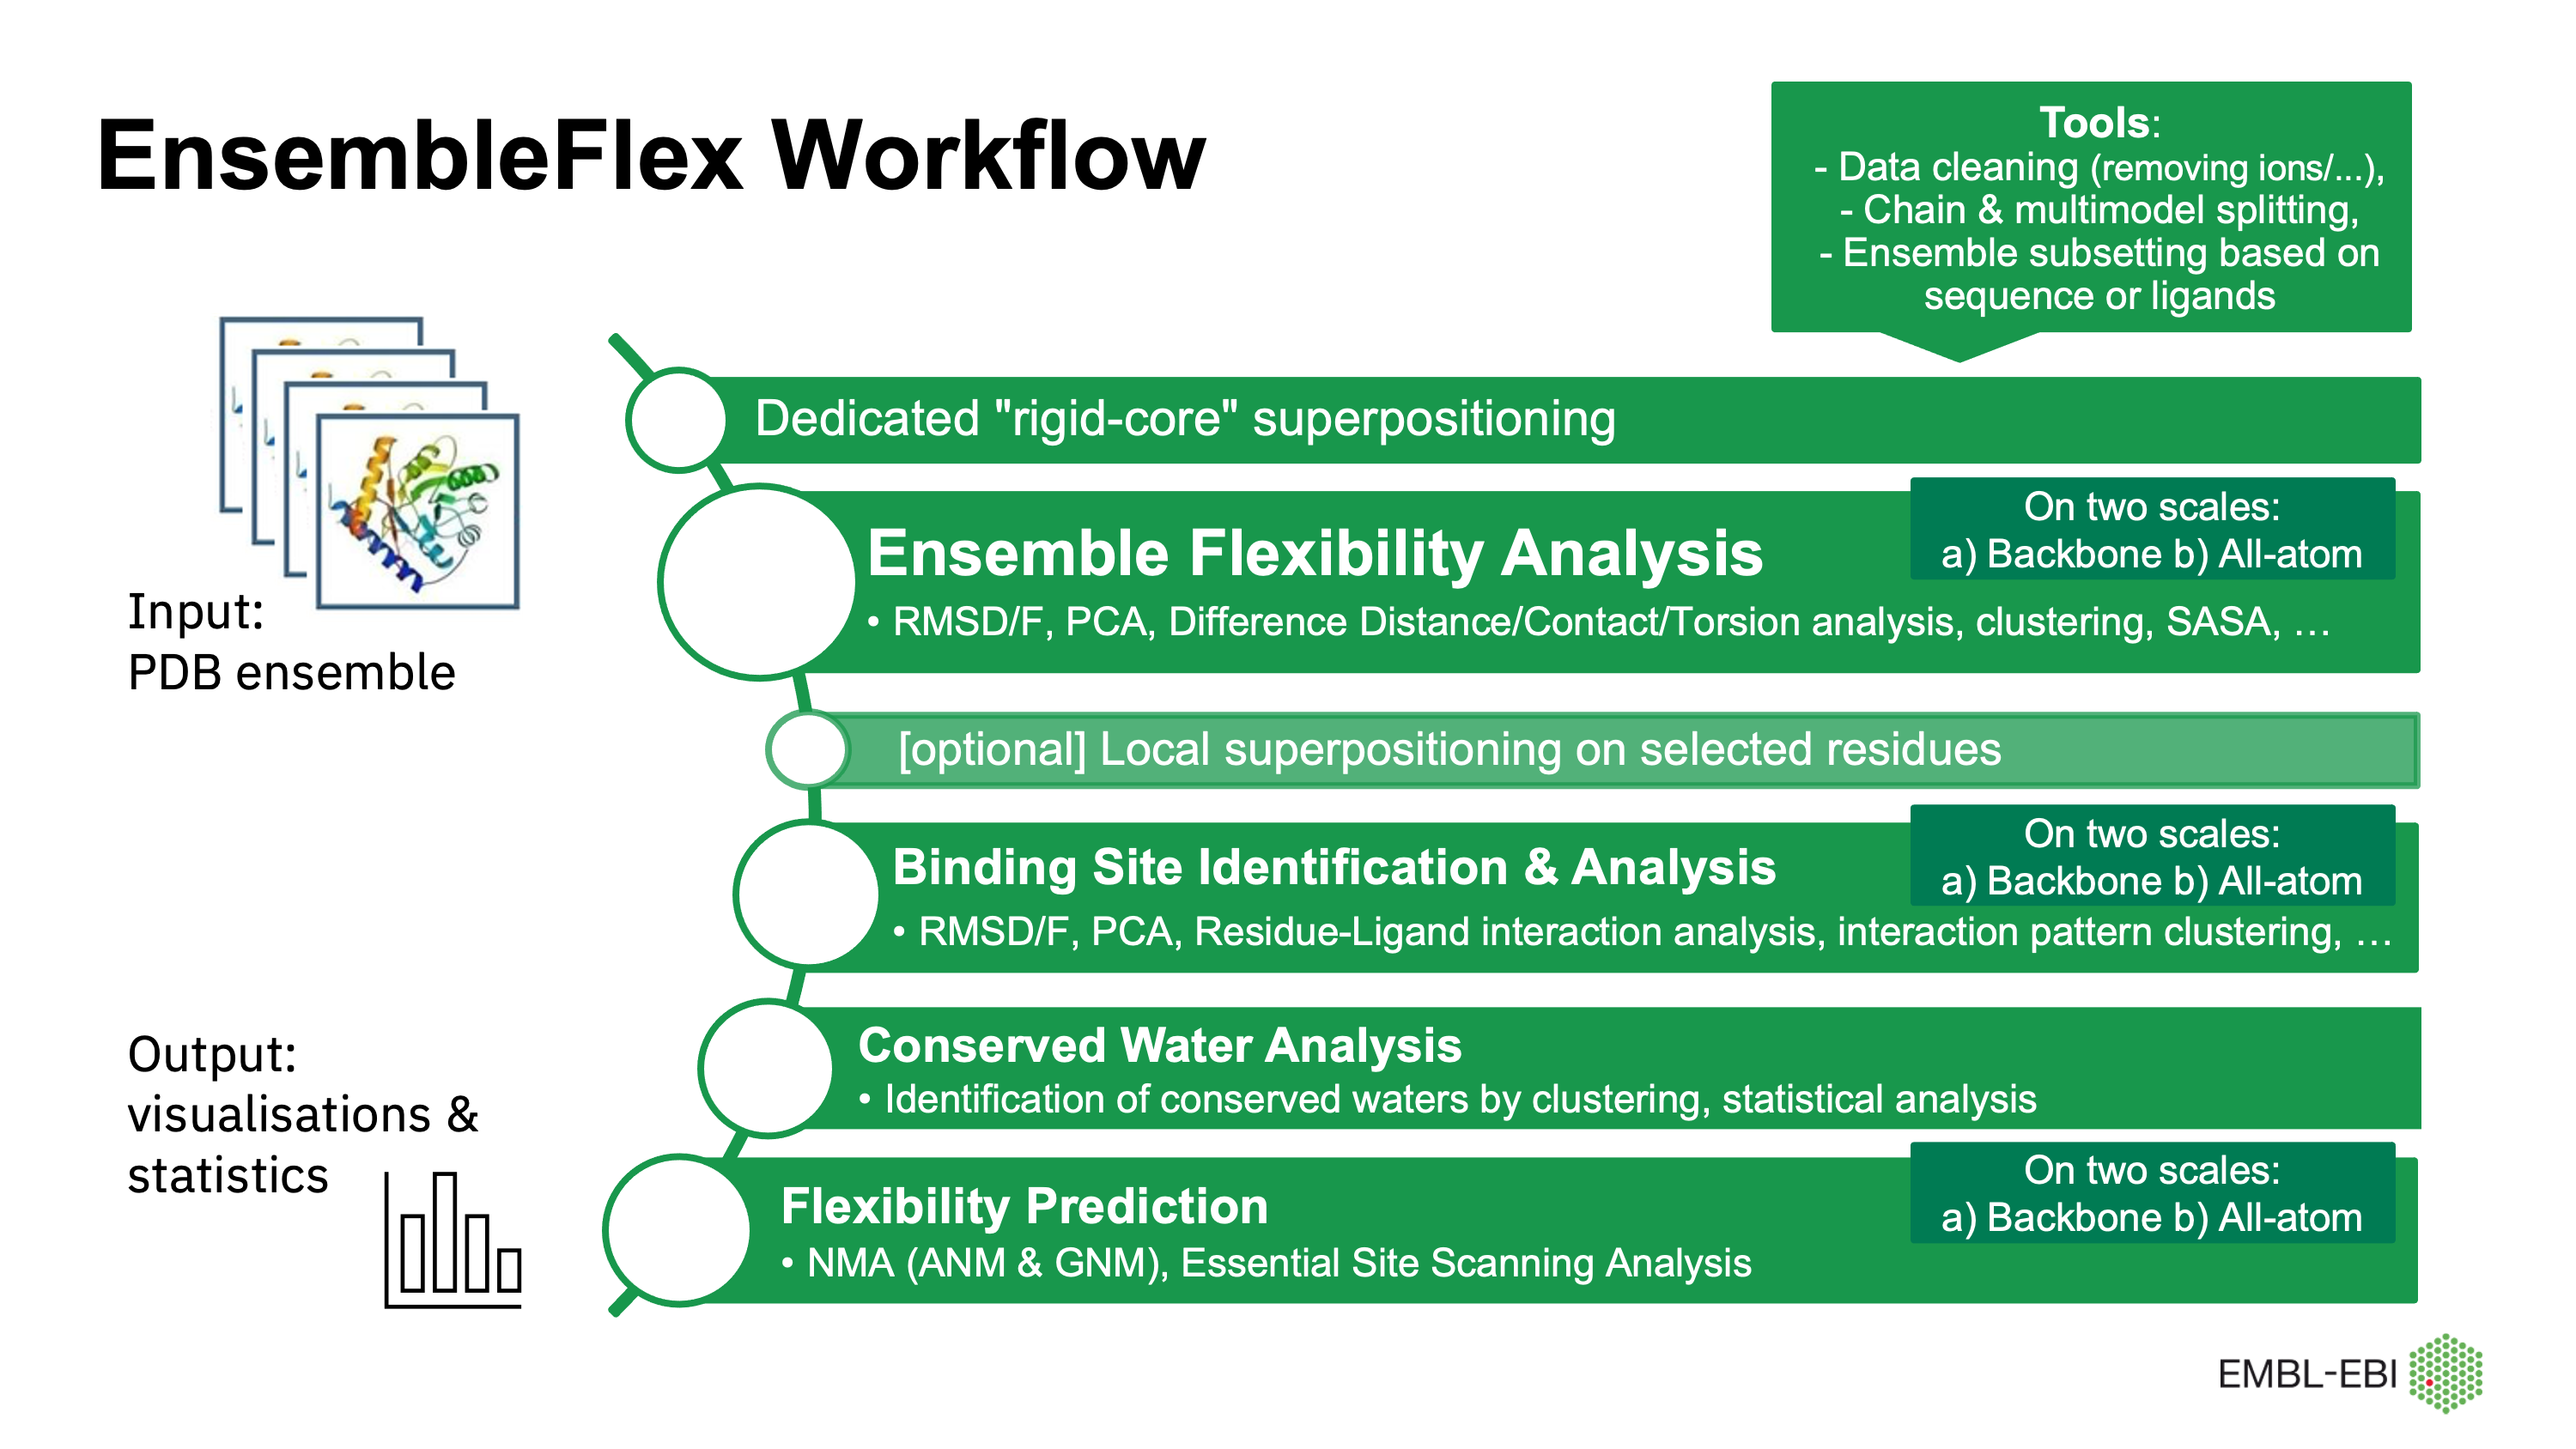 EnsembleFlex Workflow
Tools:
- Data cleaning (removing ions/...),
- Chain & multimodel splitting,
- Ensemble subsetting based on
sequence or ligands
Input:
PDB ensemble
Dedicated "rigid-core" superpositioning
Ensemble Flexibility Analysis
On two scales:
a) Backbone b) All-atom
• RMSD/F, PCA, Difference Distance/Contact/Torsion analysis, clustering, SASA, …
[optional] Local superpositioning on selected residues
Binding Site Identification & Analysis
On two scales:
a) Backbone b) All-atom
• RMSD/F, PCA, Residue-Ligand interaction analysis, interaction pattern clustering, …
Conserved Water Analysis
• Identification of conserved waters by clustering, statistical analysis
Flexibility Prediction
On two scales:
a) Backbone b) All-atom
• NMA (ANM & GNM), Essential Site Scanning Analysis
Output:
visualisations &
statistics
EMBL-EBI